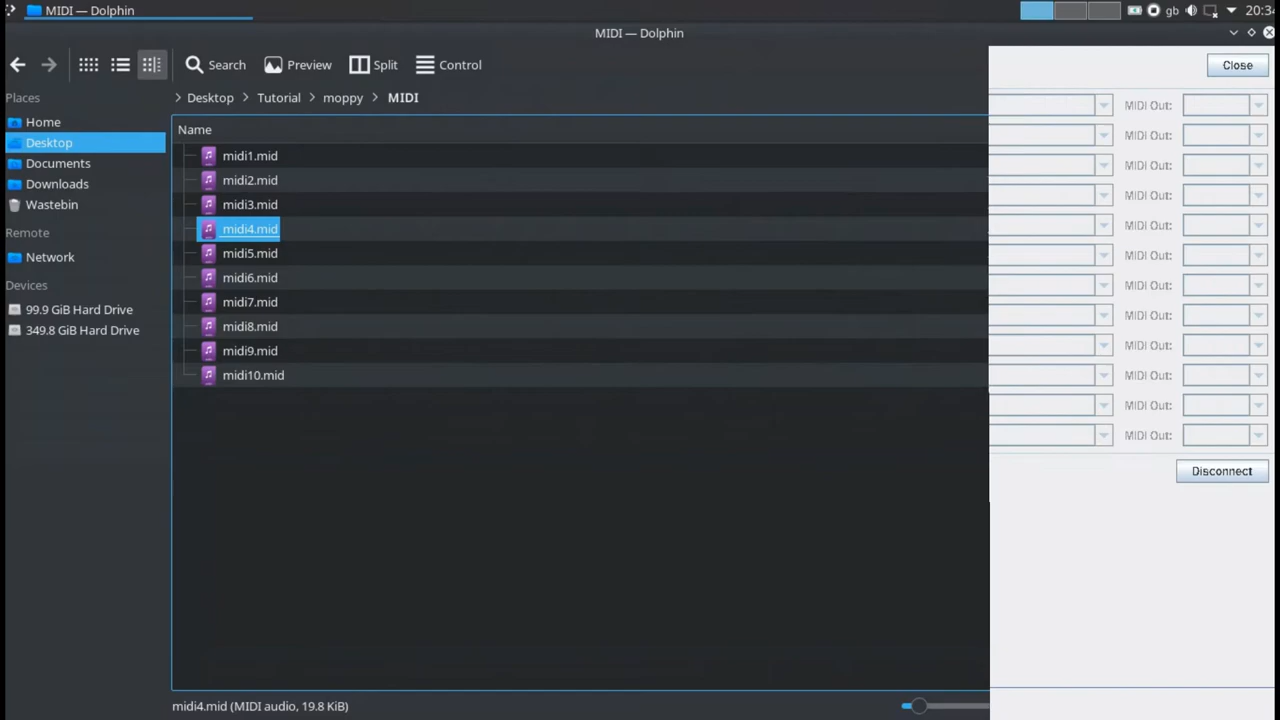 MIDI — Dolphin
gb
MIDI — Dolphin
Search
Preview
Split
Control
Close
Places
Home
Desktop
Documents
Downloads
Wastebin
Remote
Network
Devices
99.9 GiB Hard Drive
349.8 GiB Hard Drive
Desktop
Tutorial
moppy
MIDI
Name
midi1.mid
midi2.mid
midi3.mid
midi4.mid
midi5.mid
midi6.mid
midi7.mid
midi8.mid
midi9.mid
midi10.mid
midi4.mid (MIDI audio, 19.8 KiB)
MIDI Out:
MIDI Out:
MIDI Out:
MIDI Out:
MIDI Out:
MIDI Out:
MIDI Out:
MIDI Out:
MIDI Out:
MIDI Out:
MIDI Out:
MIDI Out:
Disconnect